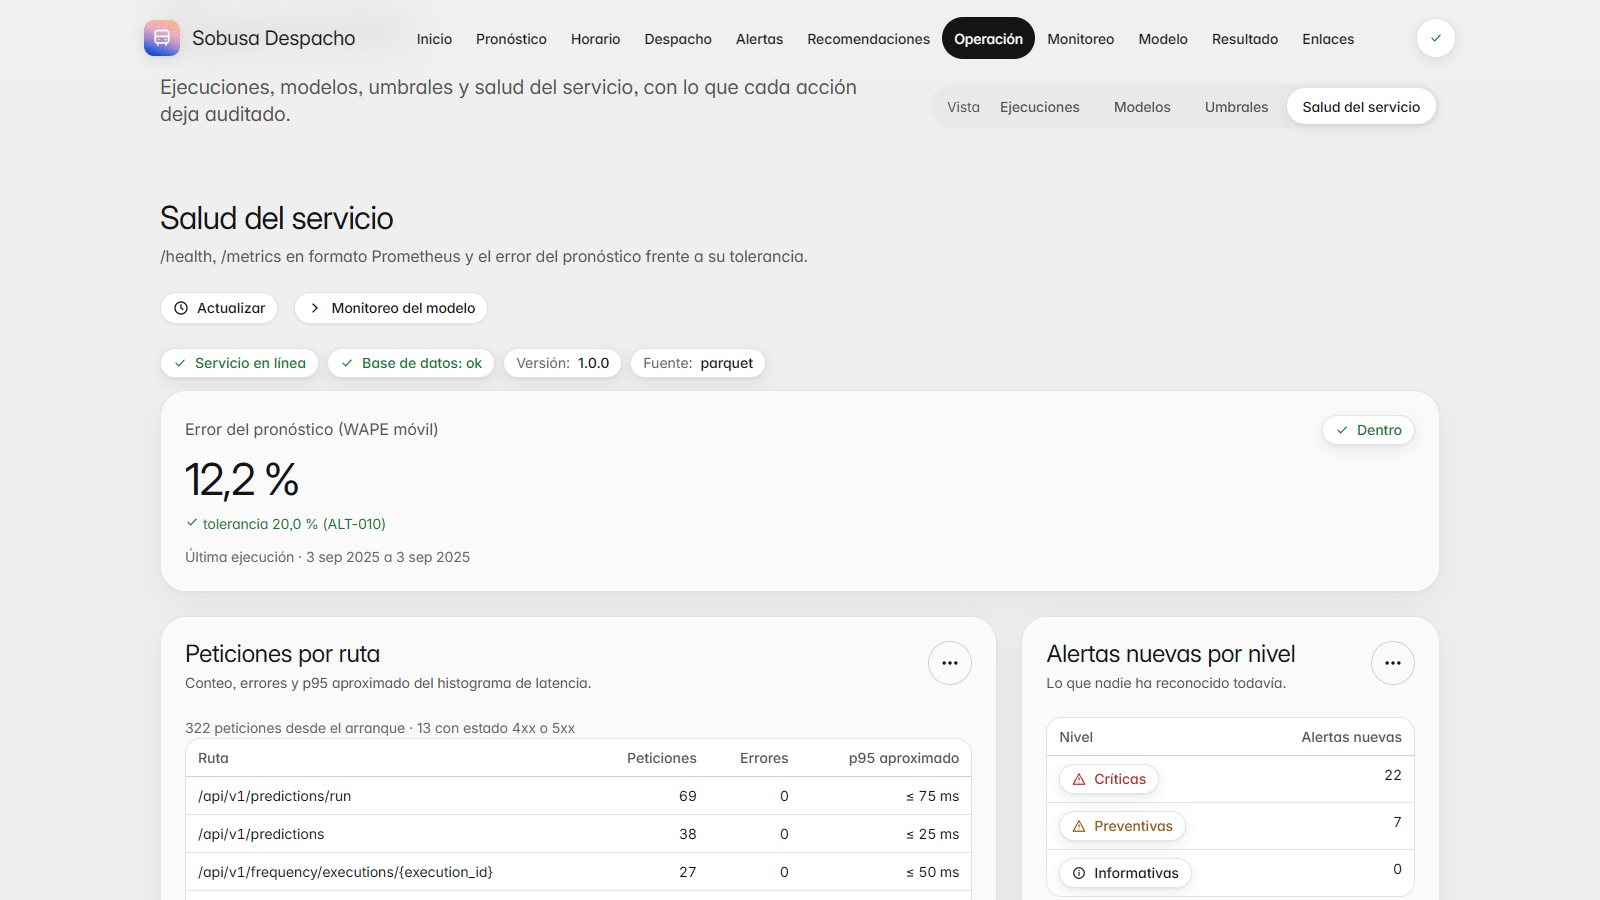 Sobusa Despacho
Inicio
Pronóstico
Horario
Despacho
Alertas
Recomendaciones
Operación
Monitoreo
Modelo
Resultado
Enlaces
Ejecuciones, modelos, umbrales y salud del servicio, con lo que cada acción
deja auditado.
Vista
Ejecuciones
Modelos
Umbrales
Salud del servicio
Salud del servicio
/health, /metrics en formato Prometheus y el error del pronóstico frente a su tolerancia.
Actualizar
Monitoreo del modelo
Servicio en línea
Base de datos: ok
Versión: 1.0.0
Fuente: parquet
Error del pronóstico (WAPE móvil)
Dentro
12,2 %
tolerancia 20,0 % (ALT-010)
Última ejecución · 3 sep 2025 a 3 sep 2025
Peticiones por ruta
Conteo, errores y p95 aproximado del histograma de latencia.
322 peticiones desde el arranque · 13 con estado 4xx o 5xx
Ruta Peticiones Errores p95 aproximado
/api/v1/predictions/run 69 0 ≤ 75 ms
/api/v1/predictions 38 0 ≤ 25 ms
/api/v1/frequency/executions/{execution_id} 27 0 ≤ 50 ms
Alertas nuevas por nivel
Lo que nadie ha reconocido todavía.
Nivel Alertas nuevas
Críticas 22
Preventivas 7
Informativas 0